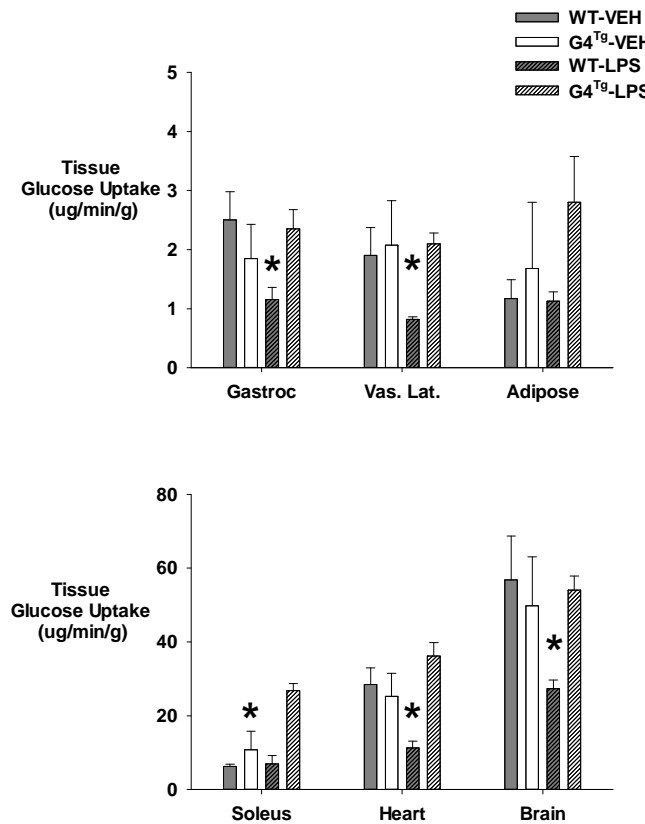 WT-VEH
G4Tg-VEH
WT-LPS
G4Tg-LPS
5
4
Tissue
Glucose Uptake
(ug/min/g)
3
2
*
*
1
0
Gastroc Vas. Lat. Adipose
80
60
Tissue
Glucose Uptake
(ug/min/g)
40
*
20
*
*
0
Soleus Heart Brain